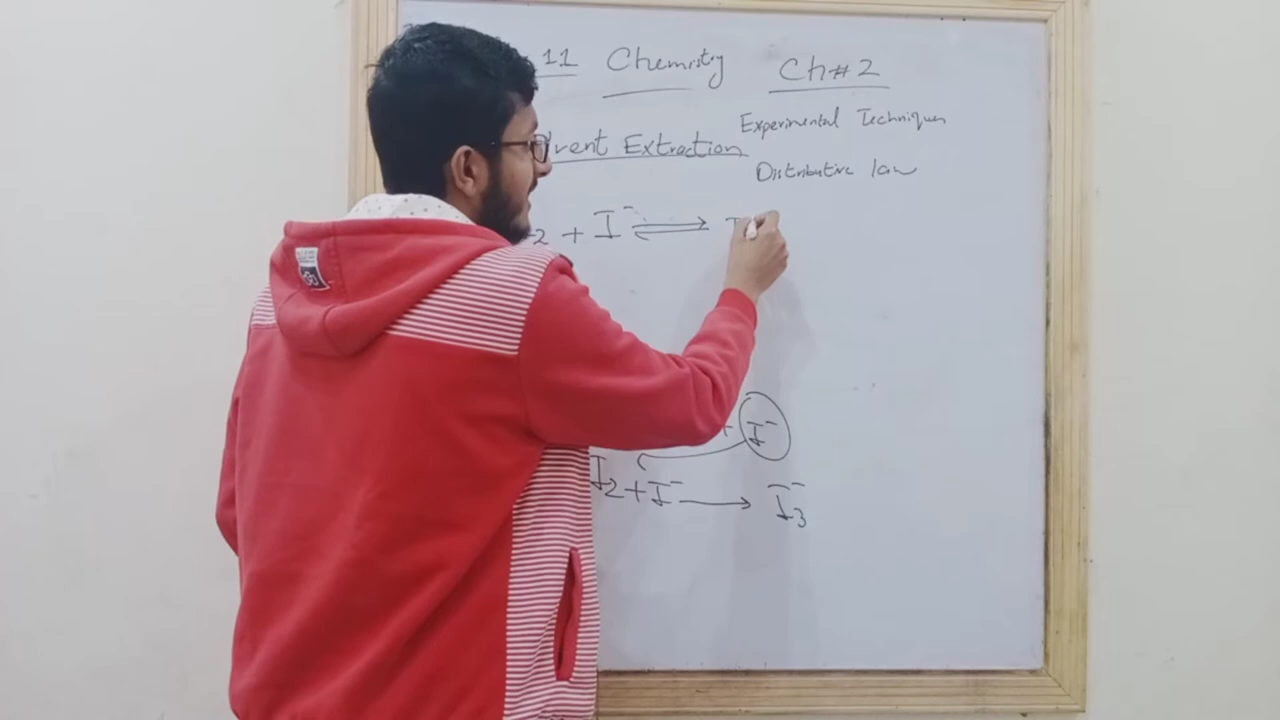 11 Chemistry Ch#2
Experimental Techniques
lvent Extraction
Distributive law
2 + I⁻ ⇌ I
+ I⁻
I₂ + I⁻ → I₃⁻